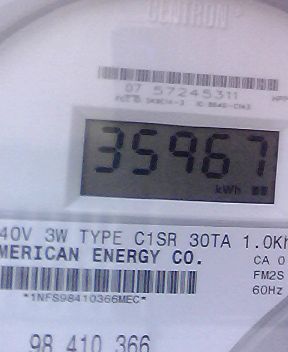 CENTRON®
07 57245311
35967
kWh
40V 3W TYPE C1SR 30TA 1.0Kh
MERICAN ENERGY CO.
CA 0
FM2S
60Hz
*1NFS98410366MEC*
98 410 366